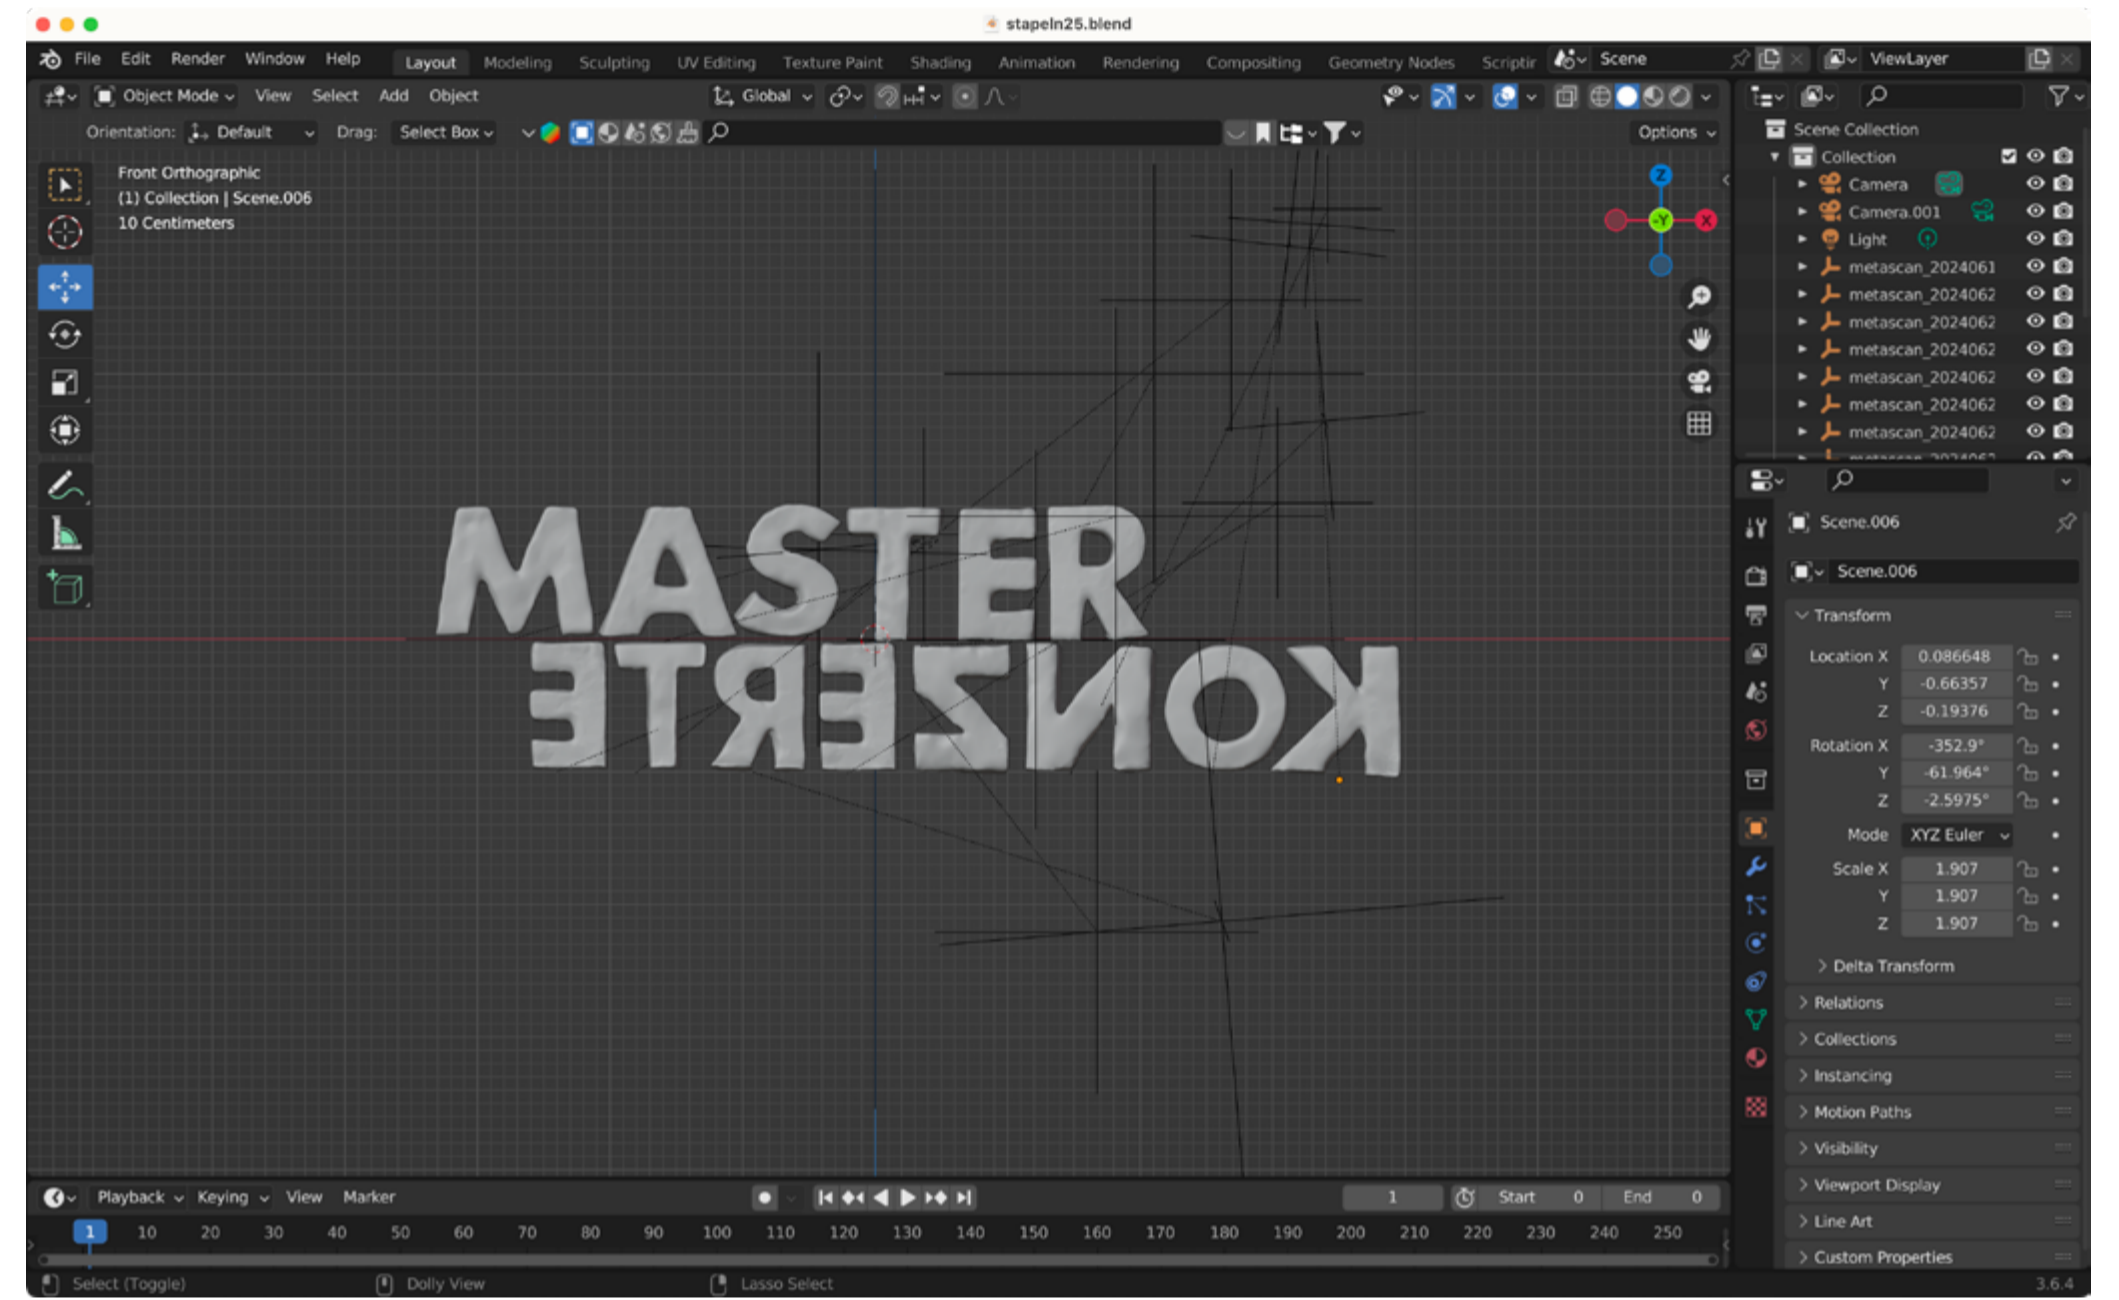 stapeln25.blend
File Edit Render Window Help Layout Modeling Sculpting UV Editing Texture Paint Shading Animation Rendering Compositing Geometry Nodes Scriptir Scene ViewLayer
Object Mode View Select Add Object Global
Orientation: Default Drag: Select Box Options
Front Orthographic
(1) Collection | Scene.006
10 Centimeters
Z
-Y X
MASTER
KONZERTE
Scene Collection
Collection
Camera
Camera.001
Light
metascan_2024061
metascan_2024062
metascan_2024062
metascan_2024062
metascan_2024062
metascan_2024062
metascan_2024062
Scene.006
Scene.006
Transform
Location X 0.086648
Y -0.66357
Z -0.19376
Rotation X -352.9°
Y -61.964°
Z -2.5975°
Mode XYZ Euler
Scale X 1.907
Y 1.907
Z 1.907
Delta Transform
Relations
Collections
Instancing
Motion Paths
Visibility
Viewport Display
Line Art
Custom Properties
Playback Keying View Marker 1 Start 0 End 0
1 10 20 30 40 50 60 70 80 90 100 110 120 130 140 150 160 170 180 190 200 210 220 230 240 250
Select (Toggle) Dolly View Lasso Select 3.6.4